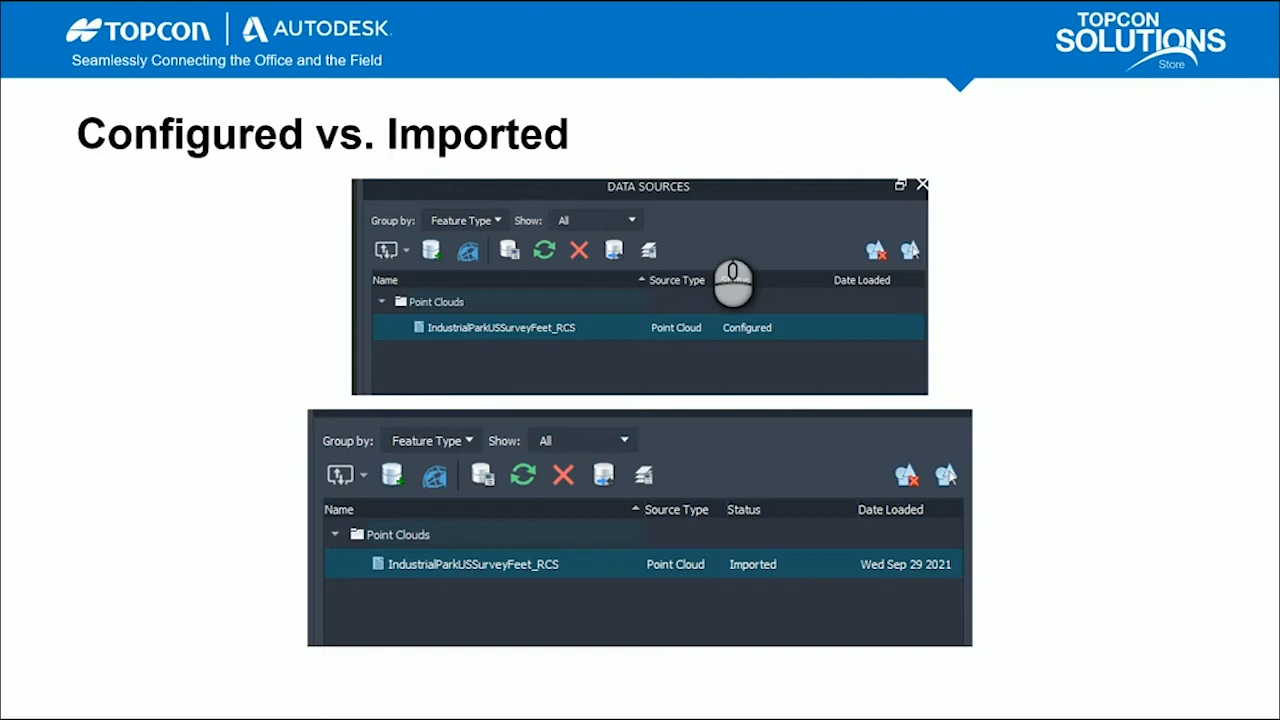 TOPCON AUTODESK
Seamlessly Connecting the Office and the Field
TOPCON
SOLUTIONS
Store
Configured vs. Imported
DATA SOURCES
Group by: Feature Type Show: All
Name Source Type Date Loaded
Point Clouds
IndustrialParkUSSurveyFeet_RCS Point Cloud Configured
Group by: Feature Type Show: All
Name Source Type Status Date Loaded
Point Clouds
IndustrialParkUSSurveyFeet_RCS Point Cloud Imported Wed Sep 29 2021